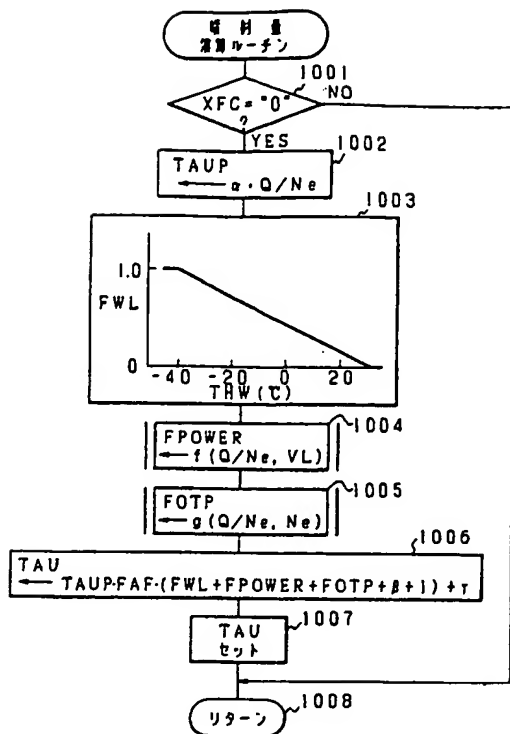 噴射量
演算ルーチン
1001
XFC="0"
?
NO
YES
1002
TAUP
← α・Q/Ne
1003
1.0
FWL
0
-40 -20 0 20
THW(℃)
1004
FPOWER
← f(Q/Ne, VL)
1005
FOTP
← g(Q/Ne, Ne)
1006
TAU
← TAUP・FAF・(FWL+FPOWER+FOTP+β+1)+γ
1007
TAU
セット
リターン
1008